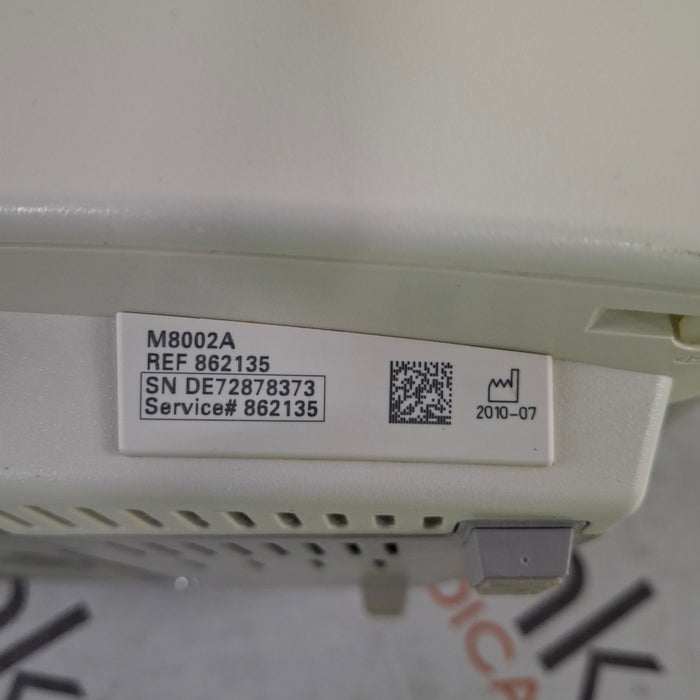 M8002A
REF 862135
SN DE72878373
Service# 862135
2010-07